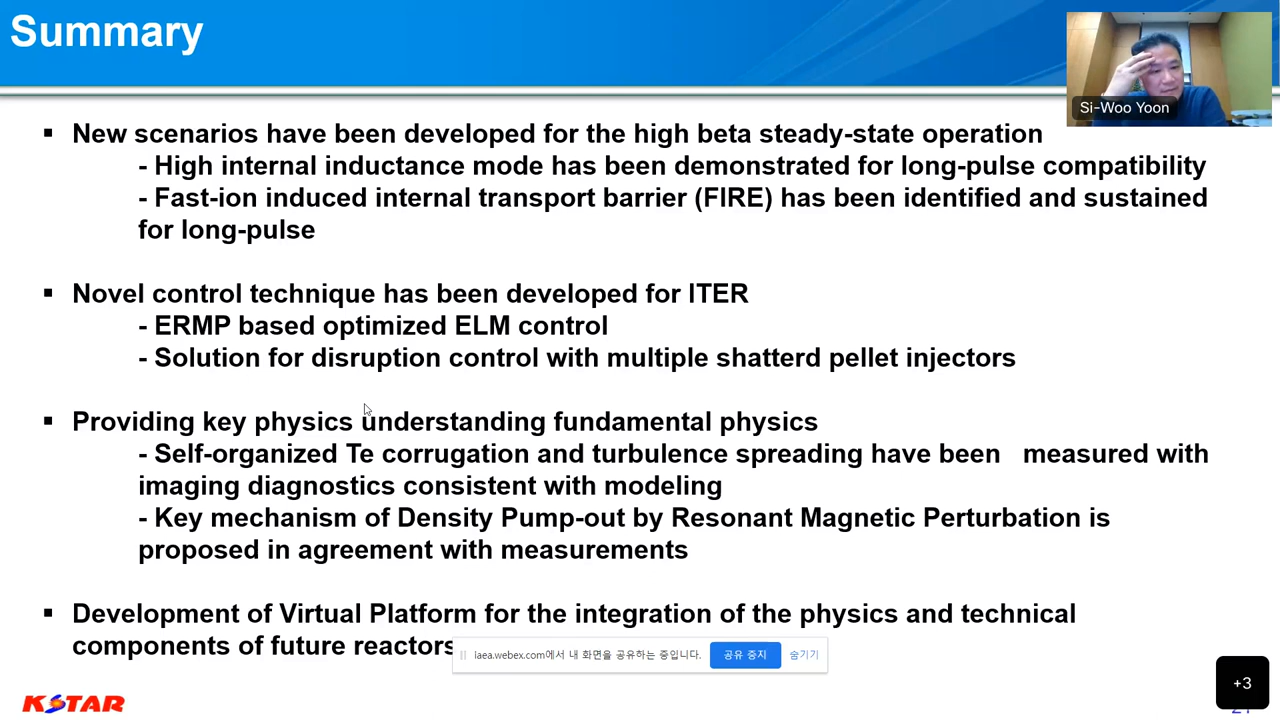 Summary
Si-Woo Yoon
▪ New scenarios have been developed for the high beta steady-state operation
- High internal inductance mode has been demonstrated for long-pulse compatibility
- Fast-ion induced internal transport barrier (FIRE) has been identified and sustained
for long-pulse
▪ Novel control technique has been developed for ITER
- ERMP based optimized ELM control
- Solution for disruption control with multiple shatterd pellet injectors
▪ Providing key physics understanding fundamental physics
- Self-organized Te corrugation and turbulence spreading have been measured with
imaging diagnostics consistent with modeling
- Key mechanism of Density Pump-out by Resonant Magnetic Perturbation is
proposed in agreement with measurements
▪ Development of Virtual Platform for the integration of the physics and technical
components of future reactors
iaea.webex.com에서 내 화면을 공유하는 중입니다. 공유 중지 숨기기
KSTAR
+3